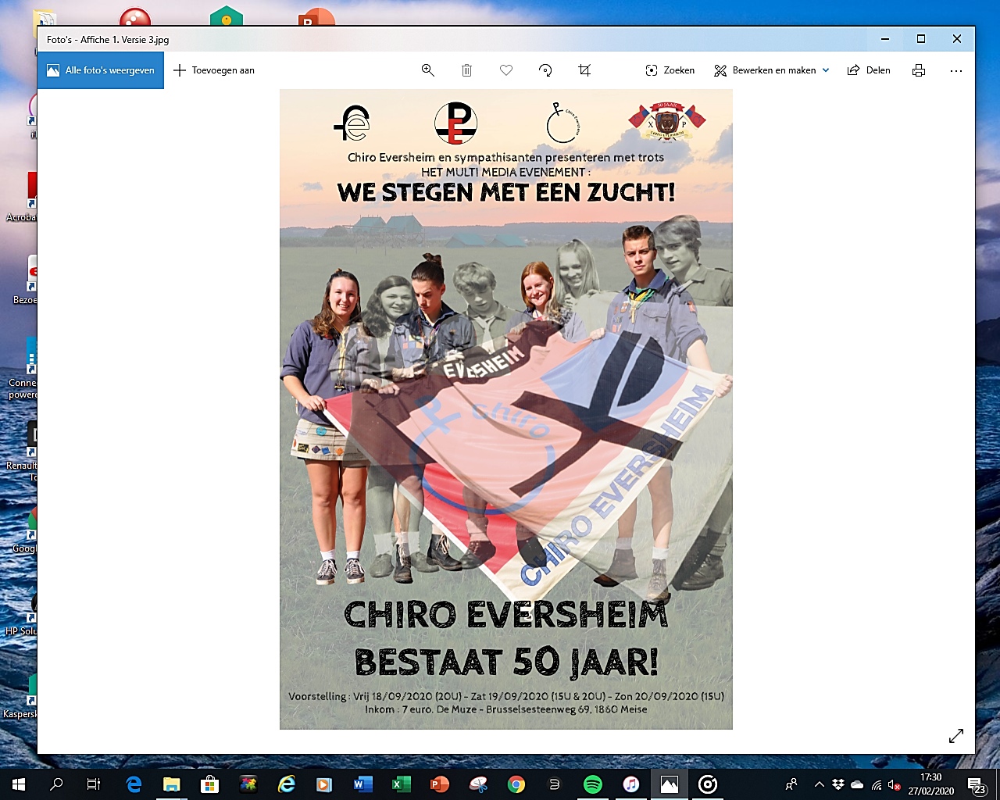 Foto's - Affiche 1. Versie 3.jpg
Alle foto's weergeven
Toevoegen aan
Zoeken
Bewerken en maken
Delen
50 JAAR
X P
CHIRO EVERSHEIM
Chiro Eversheim
Chiro Eversheim en sympathisanten presenteren met trots
HET MULTI MEDIA EVENEMENT :
WE STEGEN MET EEN ZUCHT!
EVERSHEIM
Chiro
CHIRO EVERSHEIM
CHIRO EVERSHEIM
BESTAAT 50 JAAR!
Voorstelling : Vrij 18/09/2020 (20U) - Zat 19/09/2020 (15U & 20U) - Zon 20/09/2020 (15U)
Inkom : 7 euro. De Muze - Brusselsesteenweg 69, 1860 Meise
Acrobat
Bezoe
Conne
powere
Renault
To
Googl
HP Solu
Kaspersk
17:30
27/02/2020
23